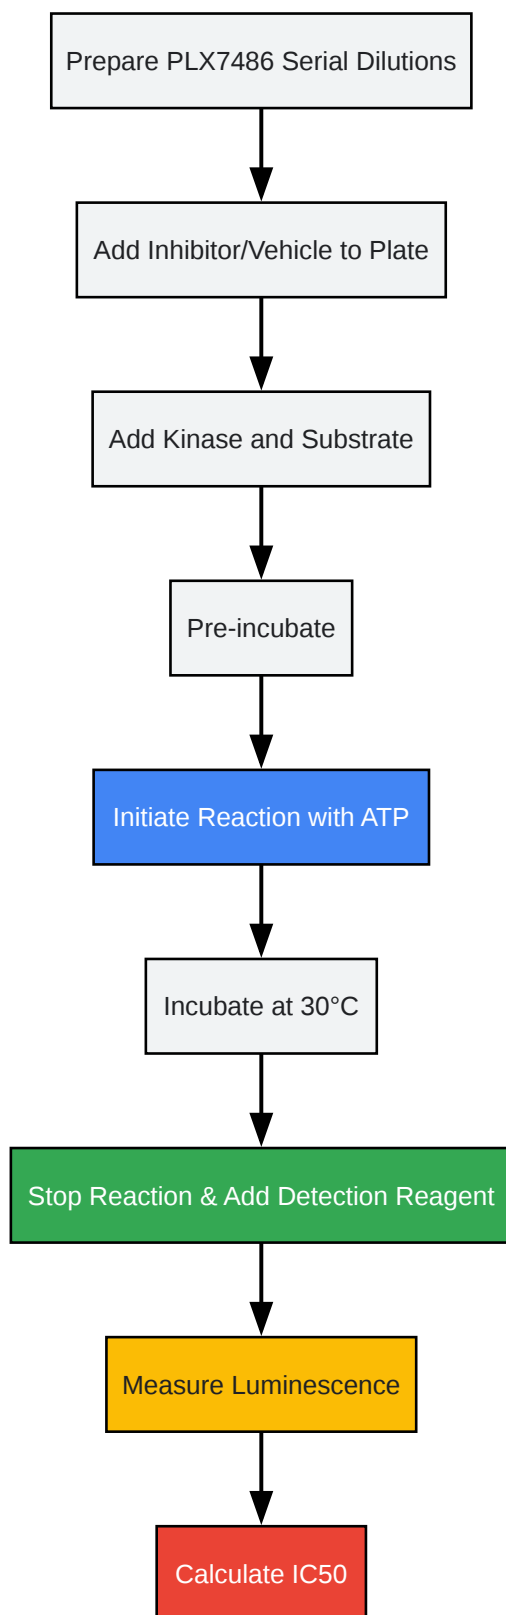 Prepare PLX7486 Serial Dilutions
Add Inhibitor/Vehicle to Plate
Add Kinase and Substrate
Pre-incubate
Initiate Reaction with ATP
Incubate at 30°C
Stop Reaction & Add Detection Reagent
Measure Luminescence
Calculate IC50